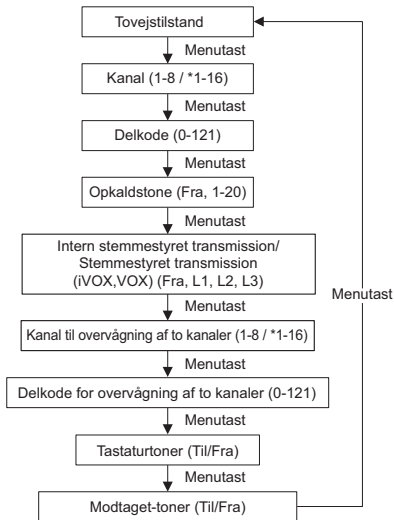 Tovejstilstand
Menutast
Kanal (1-8 / *1-16)
Menutast
Delkode (0-121)
Menutast
Opkaldstone (Fra, 1-20)
Menutast
Intern stemmestyret transmission/
Stemmestyret transmission
(iVOX,VOX) (Fra, L1, L2, L3)
Menutast
Menutast
Kanal til overvågning af to kanaler (1-8 / *1-16)
Menutast
Delkode for overvågning af to kanaler (0-121)
Menutast
Tastaturtoner (Til/Fra)
Menutast
Modtaget-toner (Til/Fra)